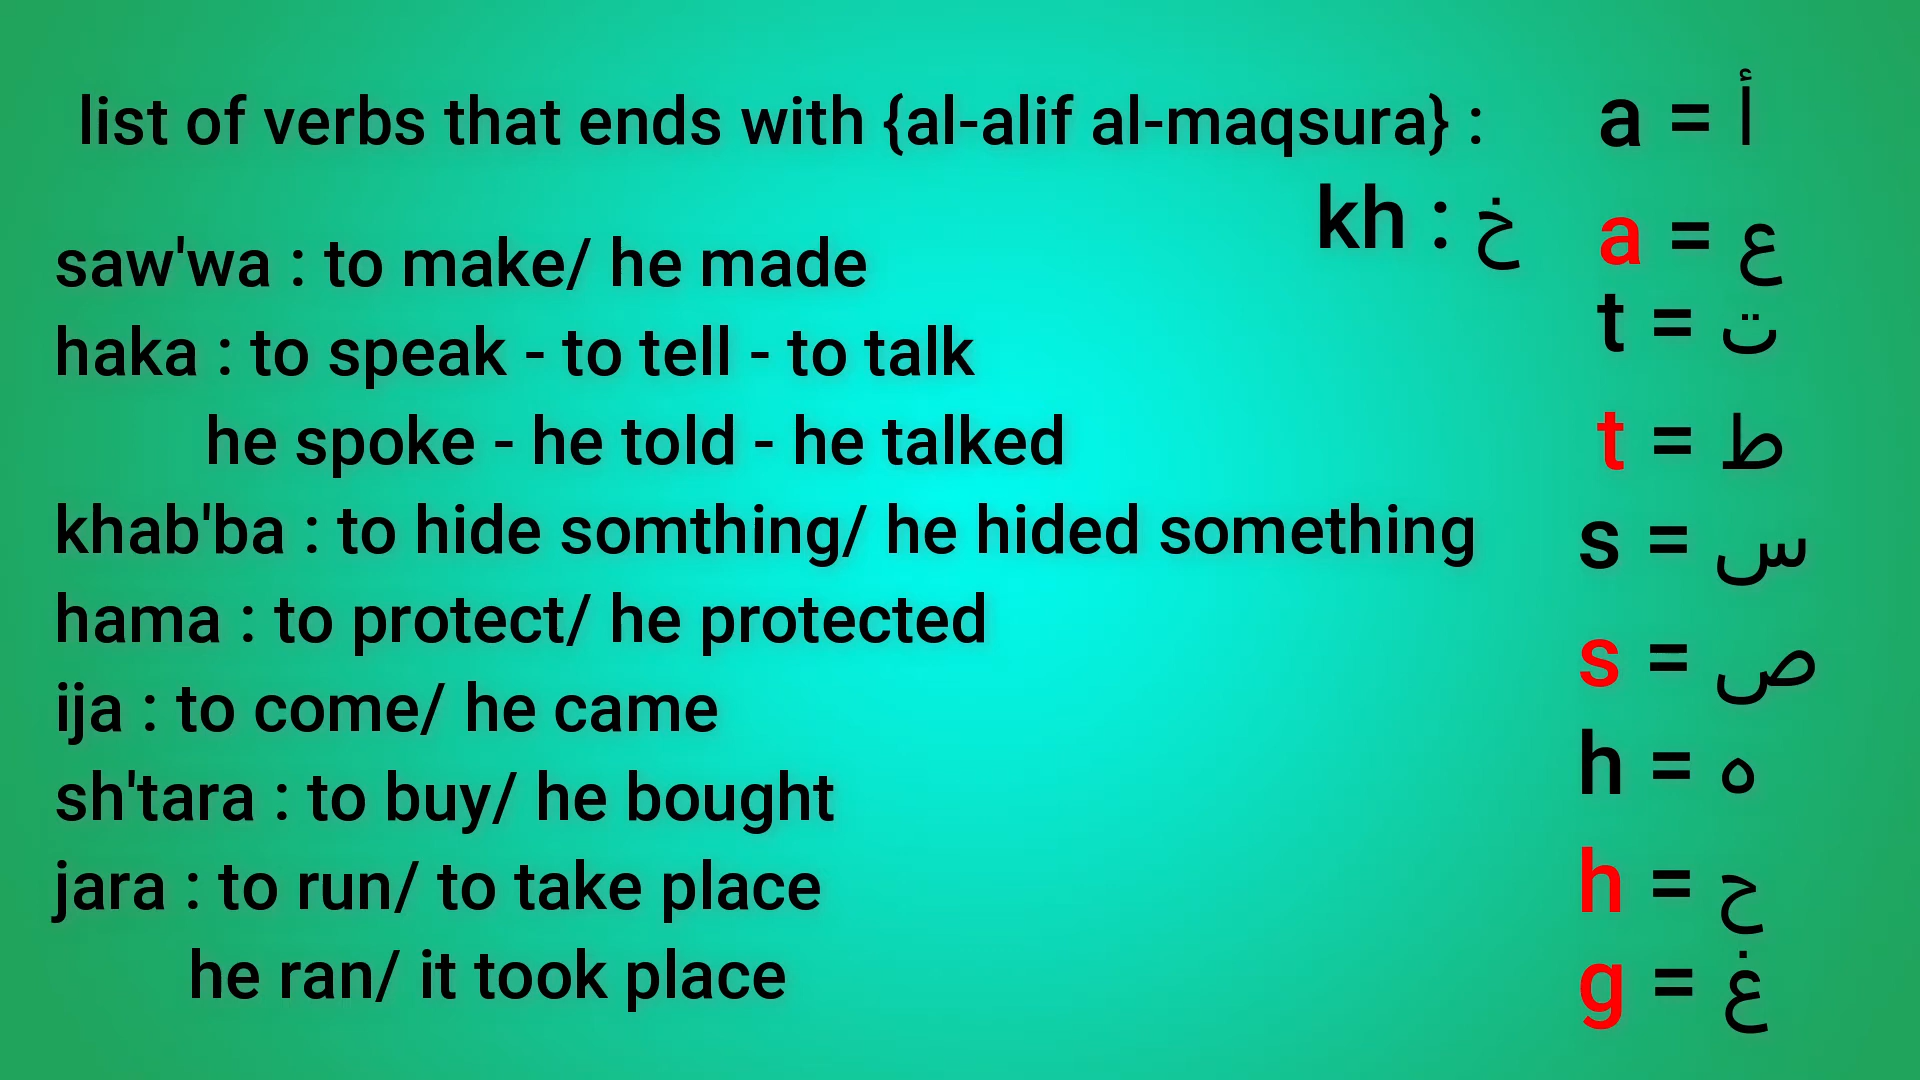 list of verbs that ends with {al-alif al-maqsura} :
saw'wa : to make/ he made
haka : to speak - to tell - to talk
he spoke - he told - he talked
khab'ba : to hide somthing/ he hided something
hama : to protect/ he protected
ija : to come/ he came
sh'tara : to buy/ he bought
jara : to run/ to take place
he ran/ it took place
kh : خ
a = أ
a = ع
t = ت
t = ط
s = س
s = ص
h = ه
h = ح
g = غ